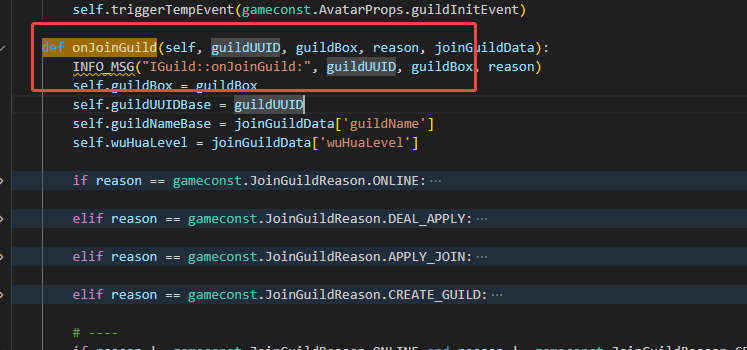 self.triggerTempEvent(gameconst.AvatarProps.guildInitEvent)
def onJoinGuild(self, guildUUID, guildBox, reason, joinGuildData):
INFO_MSG("IGuild::onJoinGuild:", guildUUID, guildBox, reason)
self.guildBox = guildBox
self.guildUUIDBase = guildUUID
self.guildNameBase = joinGuildData['guildName']
self.wuHuaLevel = joinGuildData['wuHuaLevel']
if reason == gameconst.JoinGuildReason.ONLINE:···
elif reason == gameconst.JoinGuildReason.DEAL_APPLY:···
elif reason == gameconst.JoinGuildReason.APPLY_JOIN:···
elif reason == gameconst.JoinGuildReason.CREATE_GUILD:···
# ----